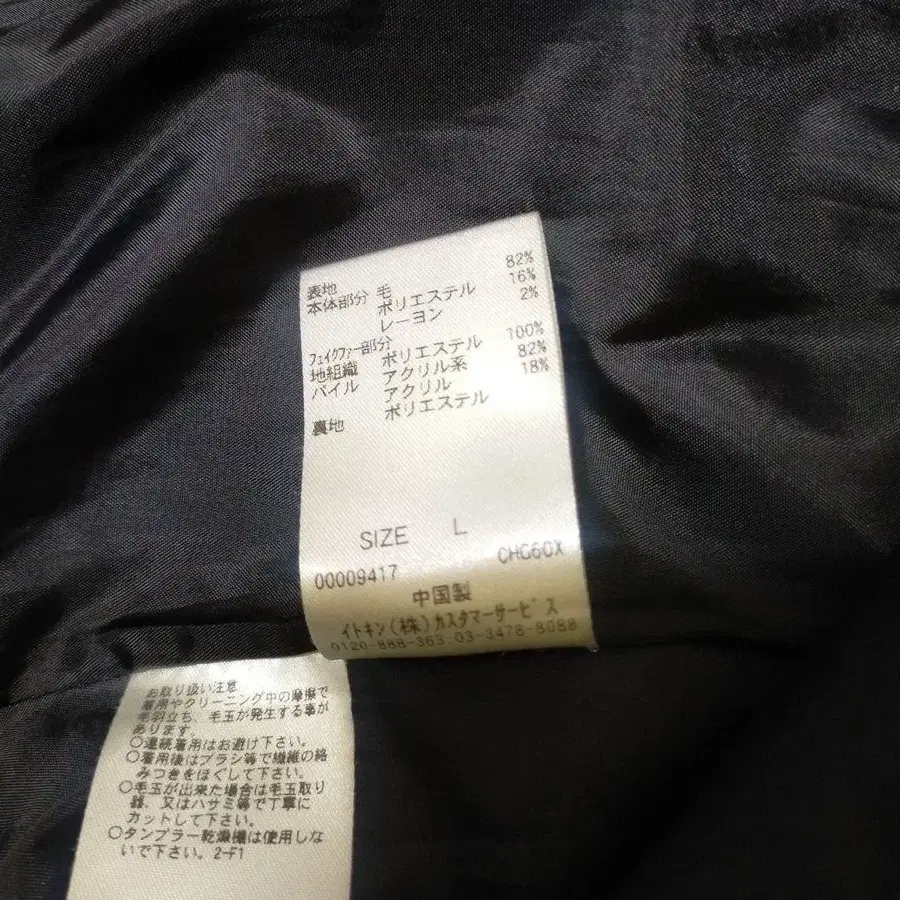 表地
本体部分 毛 82%
ポリエステル 16%
レーヨン 2%
フェイクファー部分
地組織 ポリエステル 100%
パイル アクリル系 82%
アクリル 18%
裏地 ポリエステル
SIZE L
00009417 CHG60X
中国製
イトキン(株)カスタマーサービス
0120-888-363.03-3478-8088
お取り扱い注意
着用やクリーニング中の摩擦で
毛羽立ち、毛玉が発生する事が
あります。
○連続着用はお避け下さい。
○着用後はブラシ等で繊維の絡
みつきをほぐして下さい。
○毛玉が出来た場合は毛玉取り
器、又はハサミ等で丁寧に
カットして下さい。
○タンブラー乾燥機は使用しな
いで下さい。2-F1